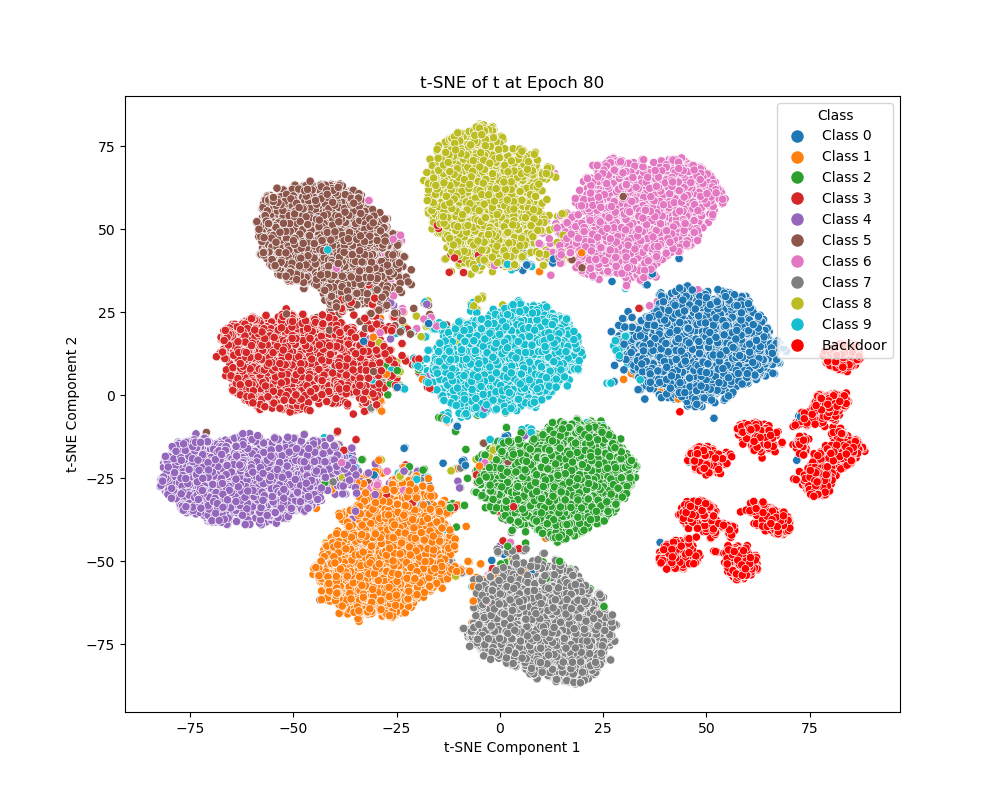 t-SNE of t at Epoch 80
Class
Class 0
Class 1
Class 2
Class 3
Class 4
Class 5
Class 6
Class 7
Class 8
Class 9
Backdoor
75
50
25
0
−25
−50
−75
t-SNE Component 2
−75
−50
−25
0
25
50
75
t-SNE Component 1